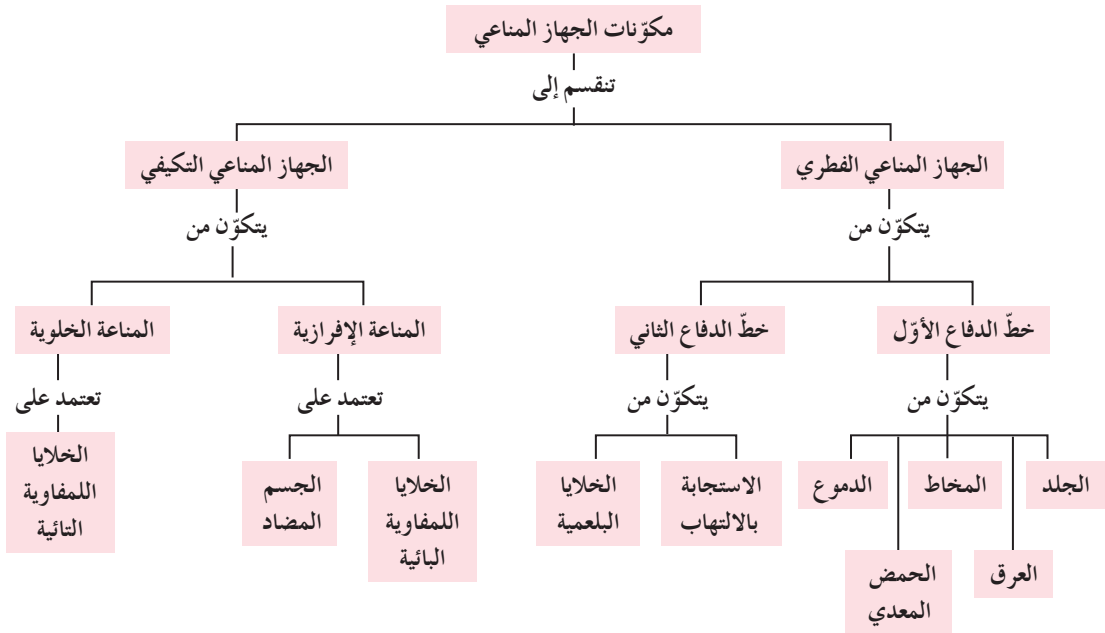 مكوّنات الجهاز المناعي
تنقسم إلى
الجهاز المناعي الفطري
الجهاز المناعي التكيفي
يتكوّن من
يتكوّن من
خطّ الدفاع الأوّل
خطّ الدفاع الثاني
المناعة الإفرازية
المناعة الخلوية
يتكوّن من
يتكوّن من
تعتمد على
تعتمد على
الجلد
العرق
المخاط
الحمض
المعدي
الدموع
الاستجابة
بالالتهاب
الخلايا
البلعمية
الخلايا
اللمفاوية
البائية
الجسم
المضاد
الخلايا
اللمفاوية
التائية